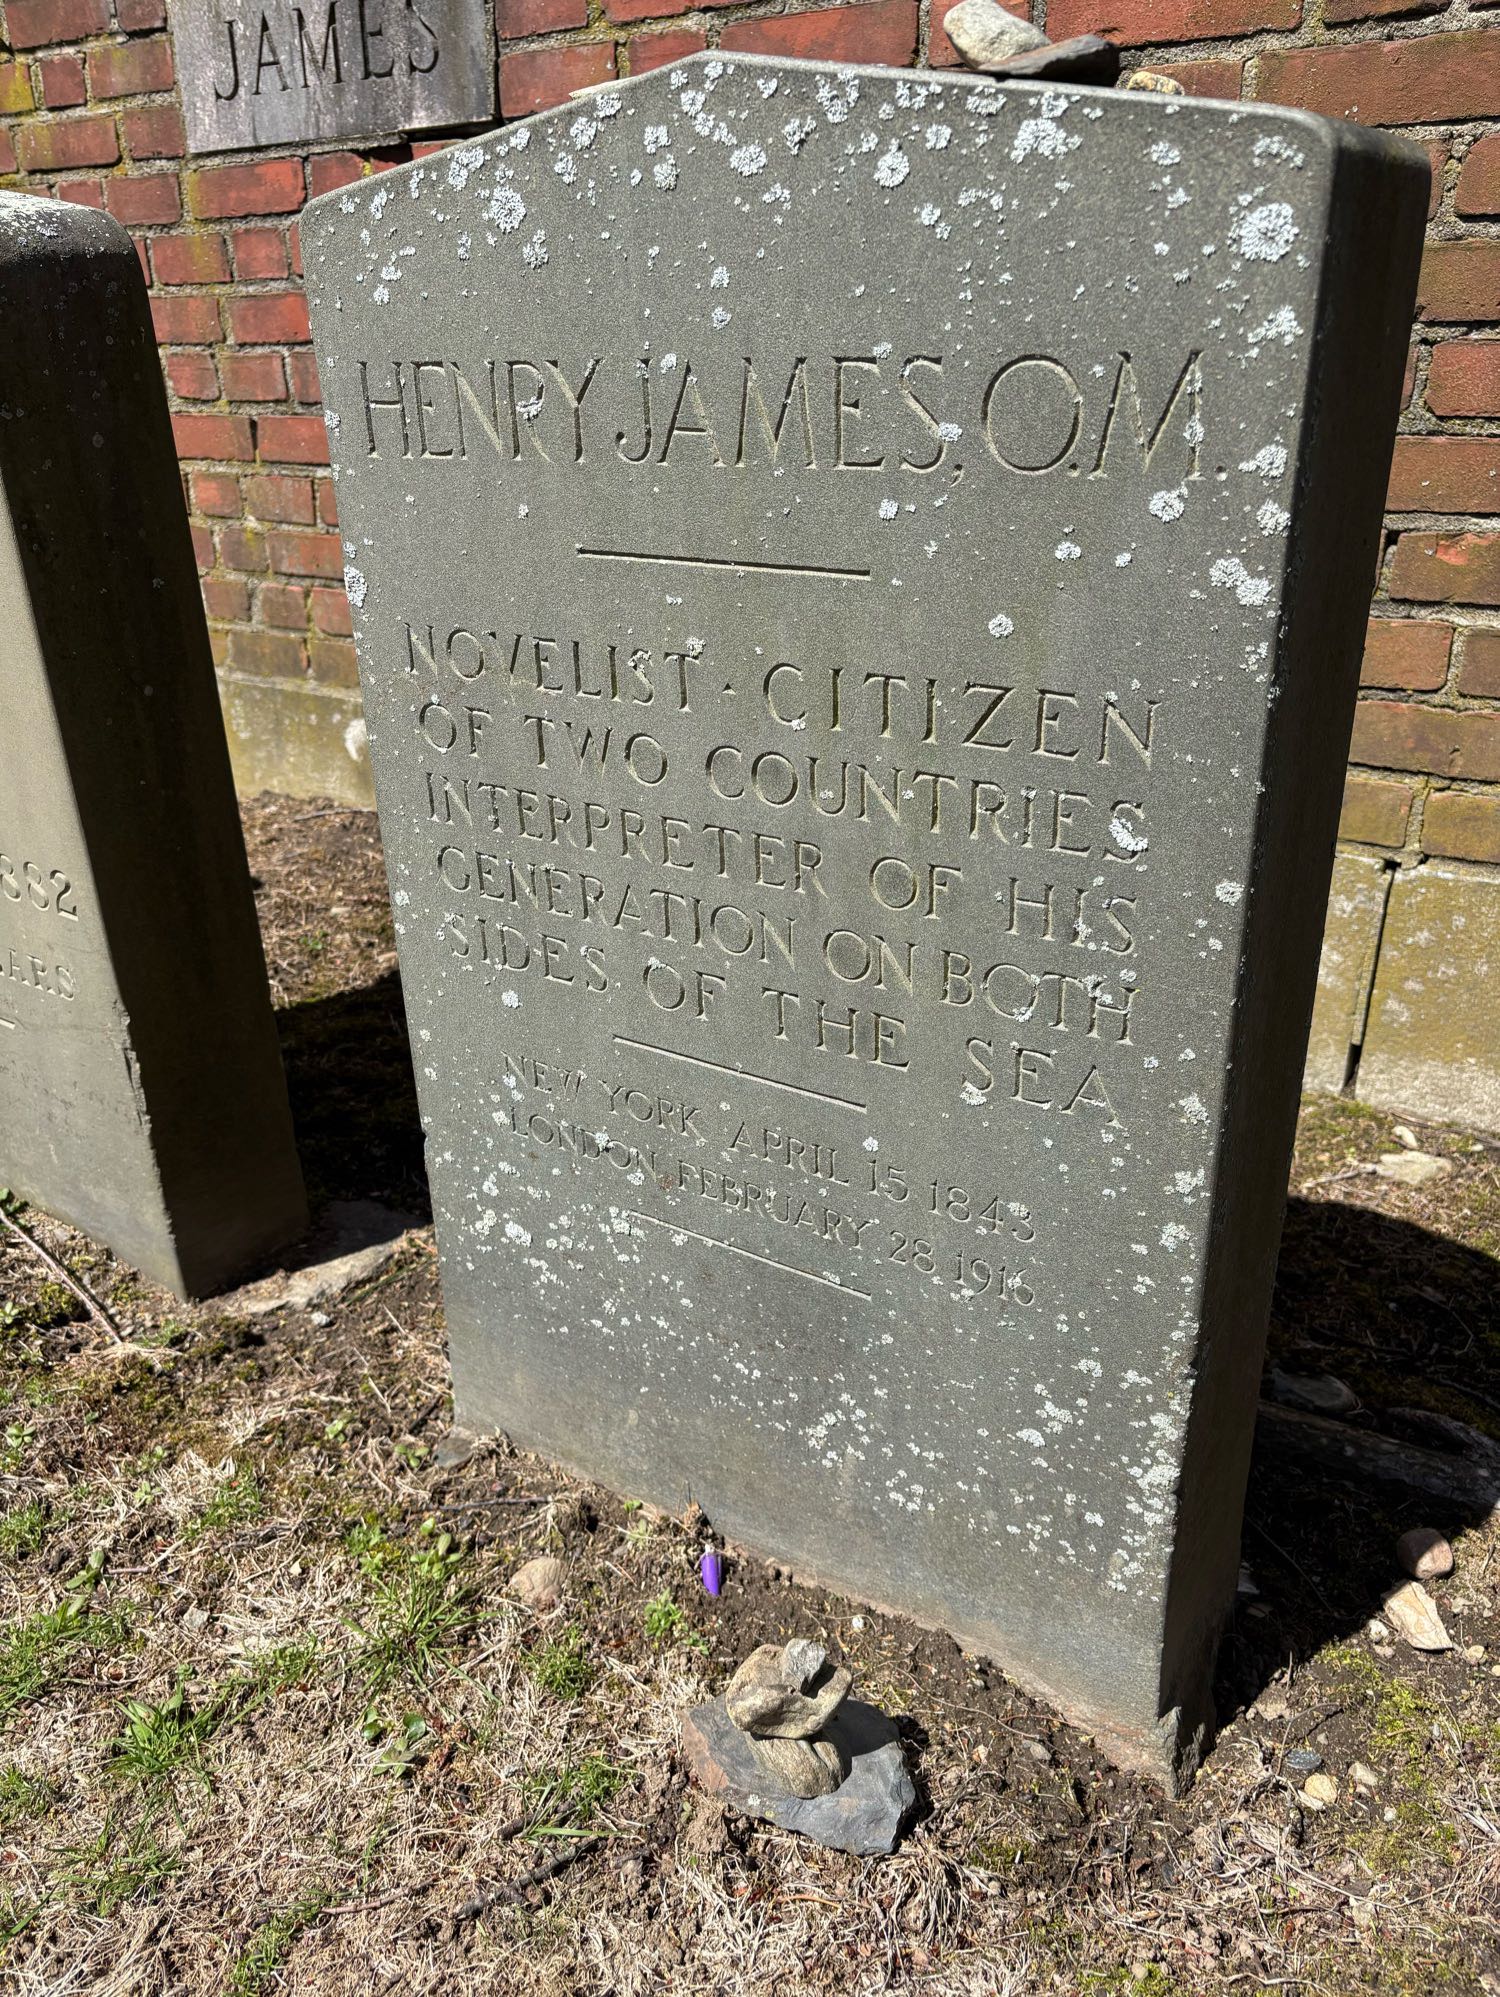 JAMES
HENRY JAMES, O.M.
NOVELIST · CITIZEN
OF TWO COUNTRIES
INTERPRETER OF HIS
GENERATION ON BOTH
SIDES OF THE SEA
NEW YORK APRIL 15 1843
LONDON FEBRUARY 28 1916
1882